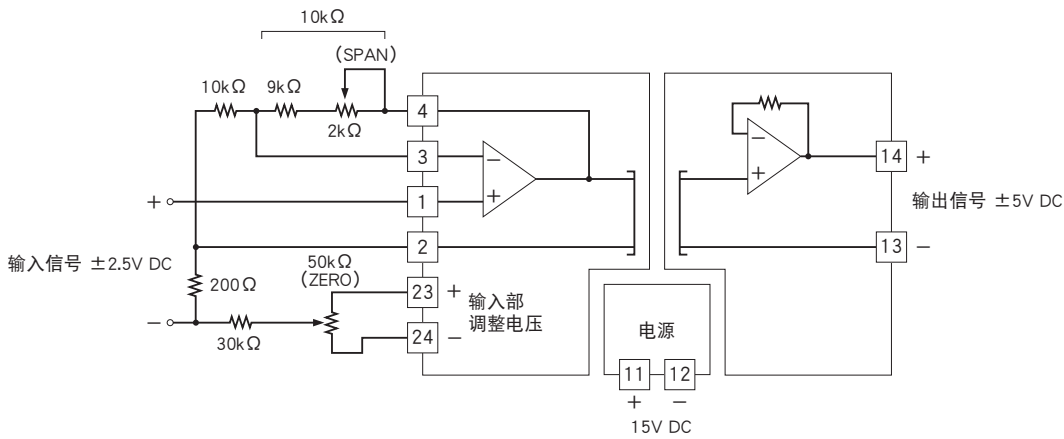 10kΩ
(SPAN)
10kΩ
9kΩ
2kΩ
4
3
1
2
23
24
−
+
−
+
14
+
13
−
输出信号 ±5V DC
+
输入信号 ±2.5V DC
−
200Ω
30kΩ
50kΩ
(ZERO)
+
−
输入部
调整电压
电源
11
12
+
−
15V DC